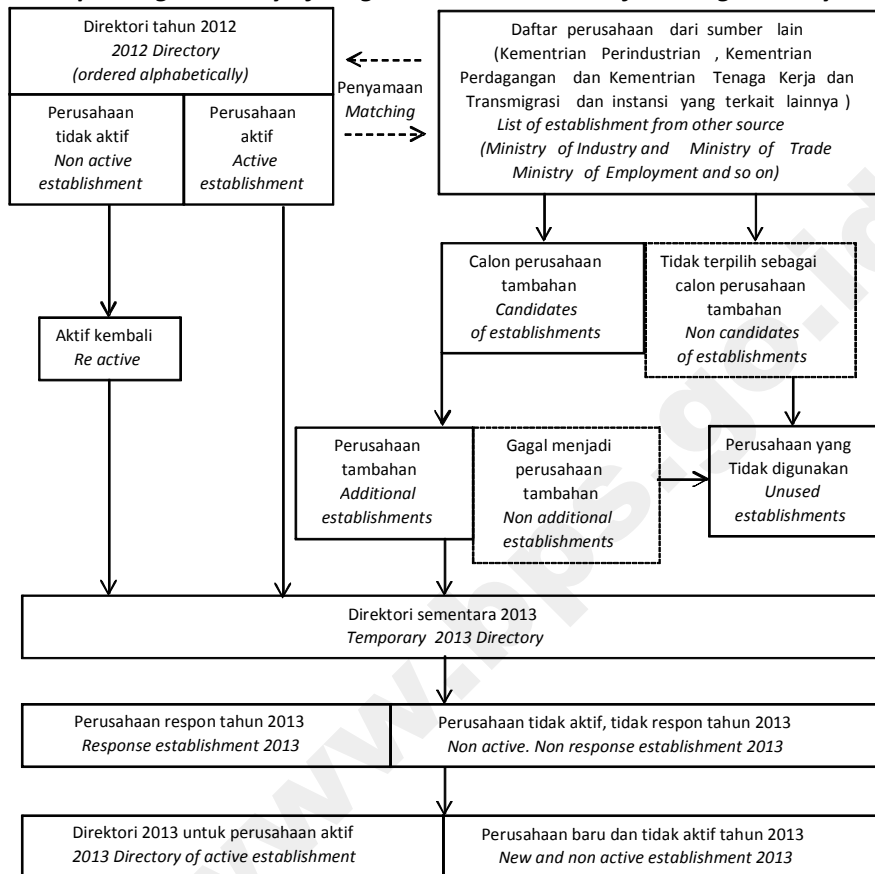 Direktori tahun 2012
2012 Directory
(ordered alphabetically)
Perusahaan
tidak aktif
Non active
establishment
Perusahaan
aktif
Active
establishment
Penyamaan
Matching
Daftar perusahaan dari sumber lain
(Kementrian Perindustrian , Kementrian
Perdagangan dan Kementrian Tenaga Kerja dan
Transmigrasi dan instansi yang terkait lainnya )
List of establishment from other source
(Ministry of Industry and Ministry of Trade
Ministry of Employment and so on)
Calon perusahaan
tambahan
Candidates
of establishments
Tidak terpilih sebagai
calon perusahaan
tambahan
Non candidates
of establishments
Aktif kembali
Re active
Perusahaan
tambahan
Additional
establishments
Gagal menjadi
perusahaan
tambahan
Non additional
establishments
Perusahaan yang
Tidak digunakan
Unused
establishments
Direktori sementara 2013
Temporary 2013 Directory
Perusahaan respon tahun 2013
Response establishment 2013
Perusahaan tidak aktif, tidak respon tahun 2013
Non active. Non response establishment 2013
Direktori 2013 untuk perusahaan aktif
2013 Directory of active establishment
Perusahaan baru dan tidak aktif tahun 2013
New and non active establishment 2013
www.bps.go.id